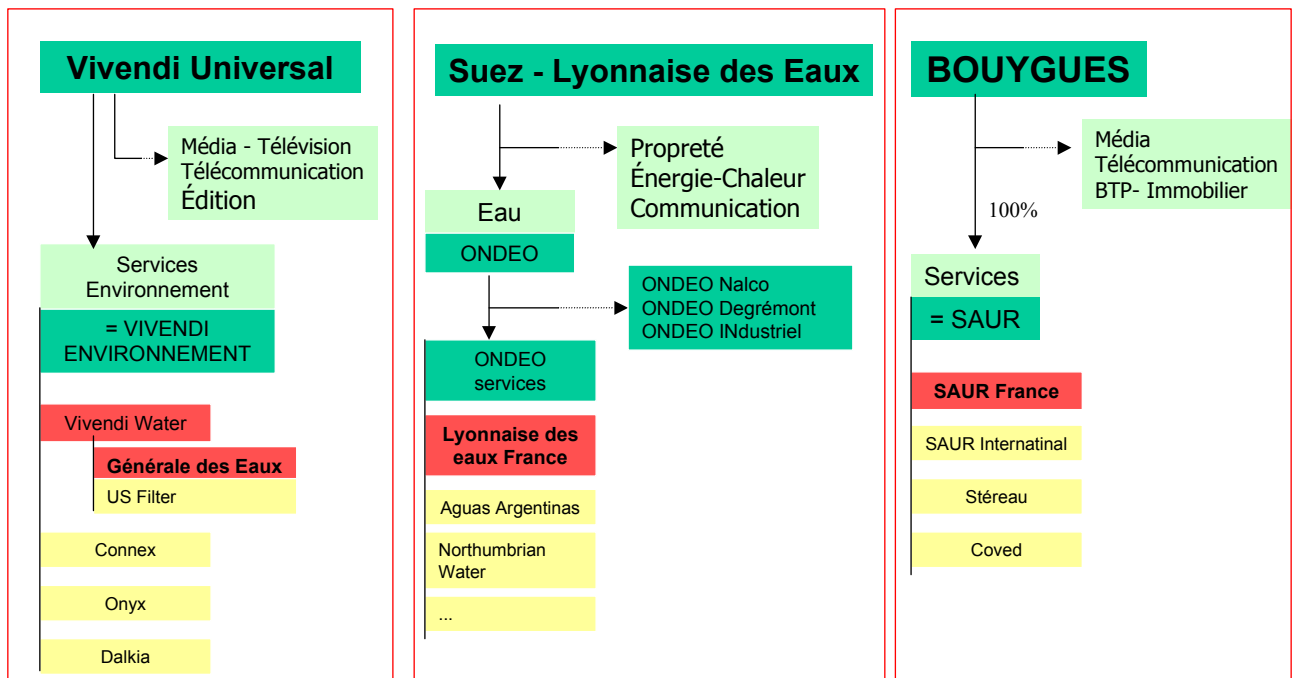 Vivendi Universal
Média - Télévision
Télécommunication
Édition
Services
Environnement
= VIVENDI
ENVIRONNEMENT
Vivendi Water
Générale des Eaux
US Filter
Connex
Onyx
Dalkia
Suez - Lyonnaise des Eaux
Propreté
Énergie-Chaleur
Communication
Eau
ONDEO
ONDEO Nalco
ONDEO Degrémont
ONDEO INdustriel
ONDEO
services
Lyonnaise des
eaux France
Aguas Argentinas
Northumbrian
Water
...
BOUYGUES
Média
Télécommunication
BTP- Immobilier
100%
Services
= SAUR
SAUR France
SAUR Internatinal
Stéreau
Coved